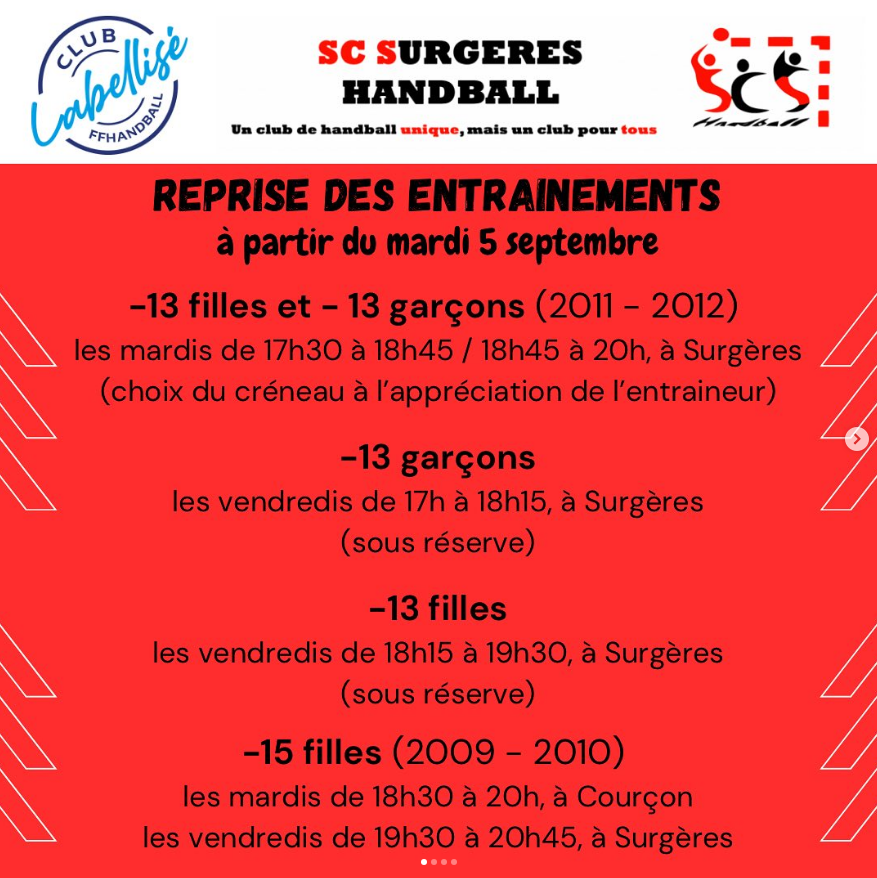 CLUB
Labellisé
FFHANDBALL
SC SURGERES
HANDBALL
Un club de handball unique, mais un club pour tous
SCS
Handball
REPRISE DES ENTRAINEMENTS
à partir du mardi 5 septembre
-13 filles et - 13 garçons (2011 - 2012)
les mardis de 17h30 à 18h45 / 18h45 à 20h, à Surgères
(choix du créneau à l'appréciation de l'entraineur)
-13 garçons
les vendredis de 17h à 18h15, à Surgères
(sous réserve)
-13 filles
les vendredis de 18h15 à 19h30, à Surgères
(sous réserve)
-15 filles (2009 - 2010)
les mardis de 18h30 à 20h, à Courçon
les vendredis de 19h30 à 20h45, à Surgères